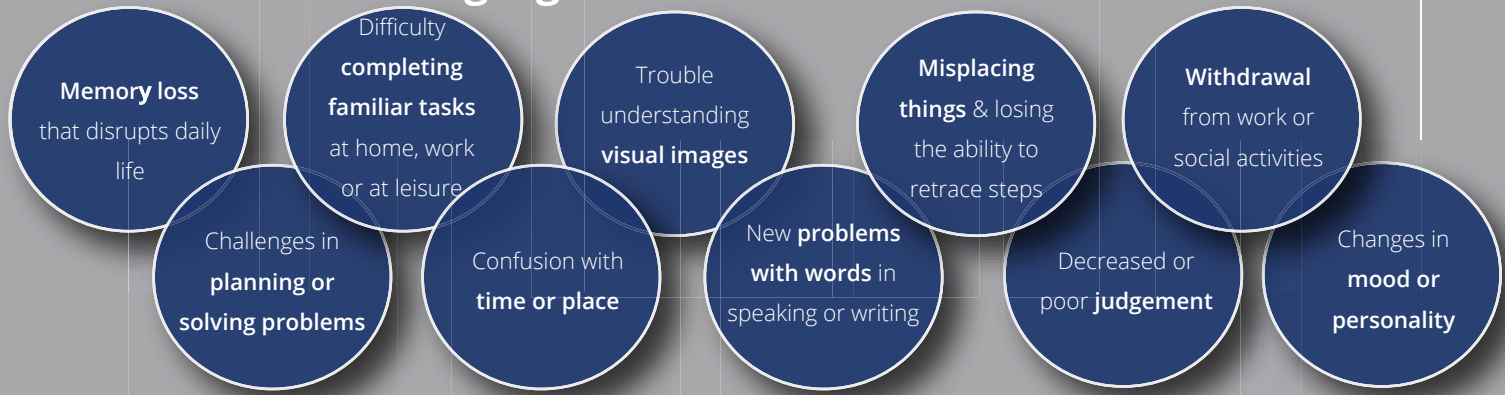 Memory loss
that disrupts daily
life
Challenges in
planning or
solving problems
Difficulty
completing
familiar tasks
at home, work
or at leisure
Confusion with
time or place
Trouble
understanding
visual images
New problems
with words in
speaking or writing
Misplacing
things & losing
the ability to
retrace steps
Decreased or
poor judgement
Withdrawal
from work or
social activities
Changes in
mood or
personality